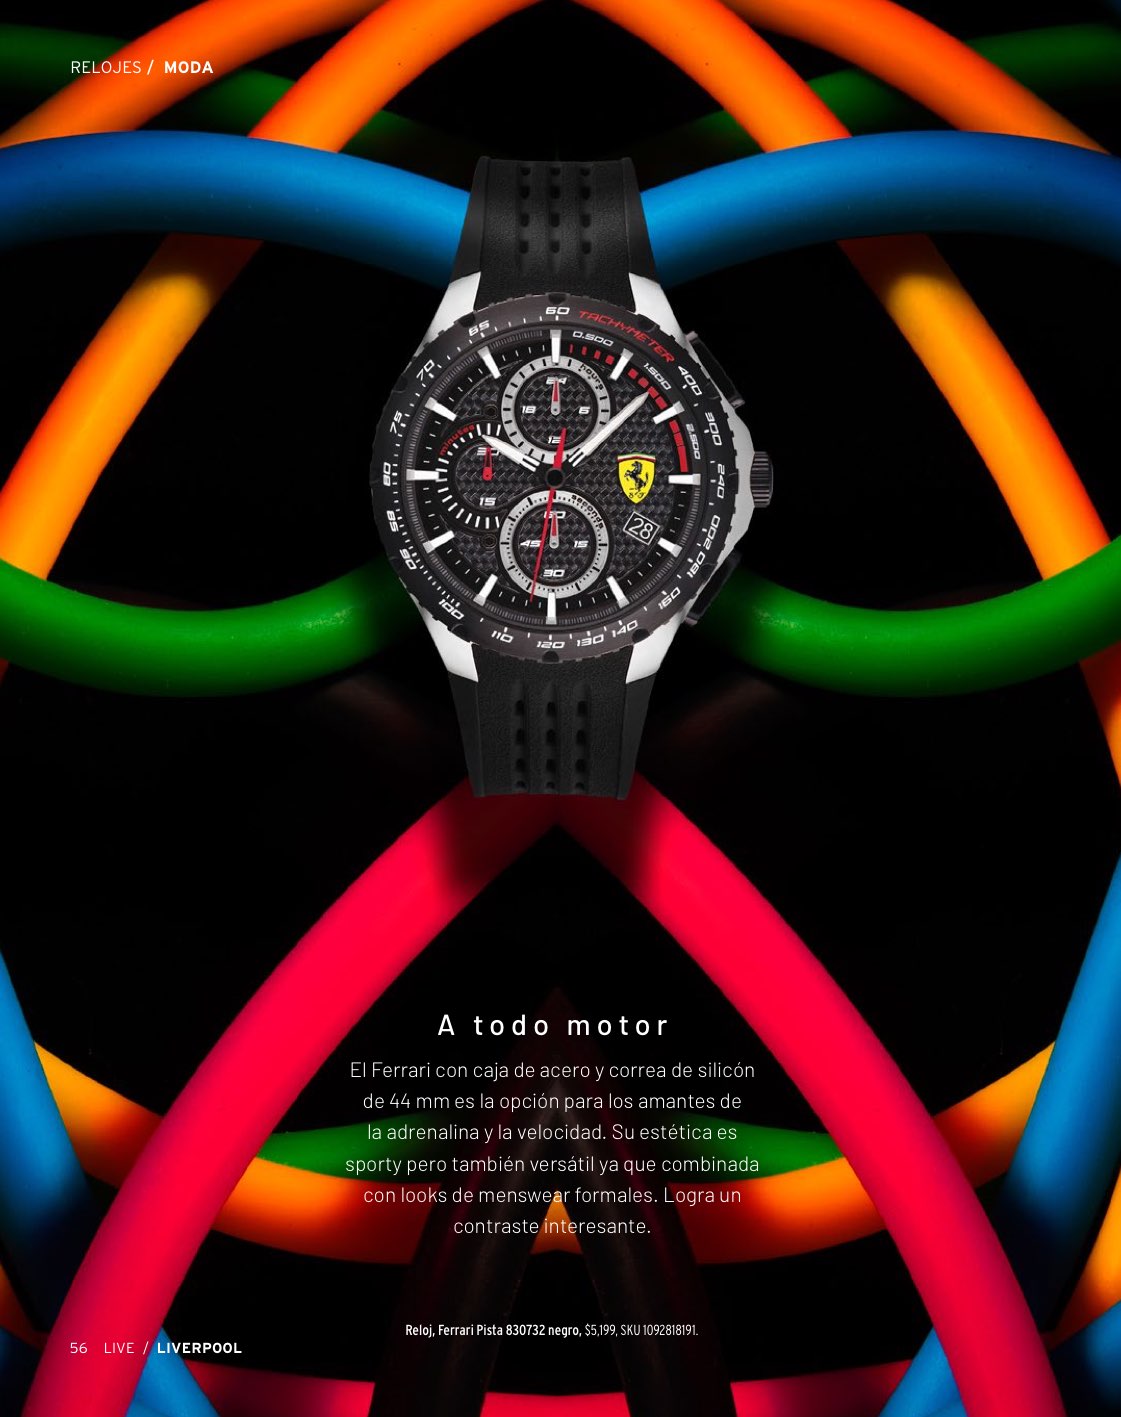 RELOJES / MODA
60
TACHYMETER
65
0.500
70
1.500
400
hours
24
75
18
6
300
minutes
12
2.500
30
80
240
15
seconds
60
28
85
45
15
200
90
30
180
100
160
110
120
130
140
A todo motor
El Ferrari con caja de acero y correa de silicón
de 44 mm es la opción para los amantes de
la adrenalina y la velocidad. Su estética es
sporty pero también versátil ya que combinada
con looks de menswear formales. Logra un
contraste interesante.
Reloj, Ferrari Pista 830732 negro, $5,199, SKU 1092818191.
56 LIVE / LIVERPOOL